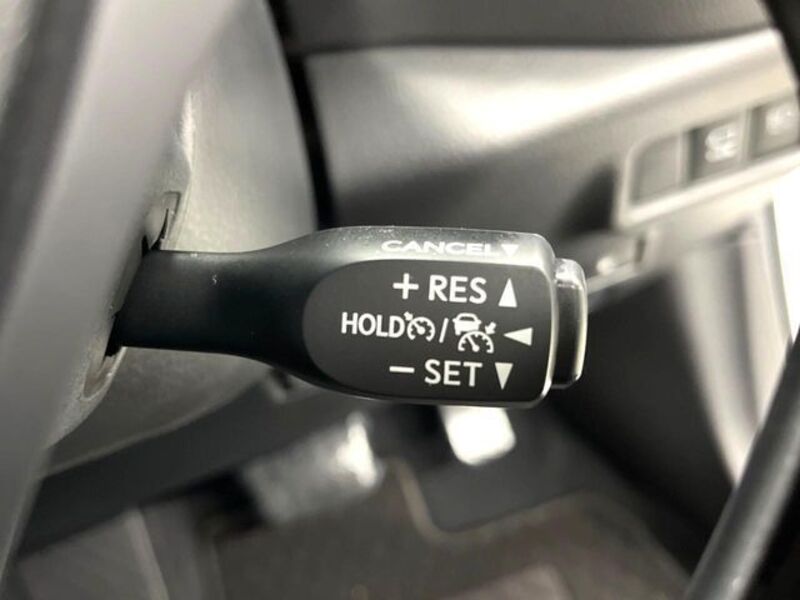 CANCEL ▼
+ RES ▲
HOLD / ◄
− SET ▼